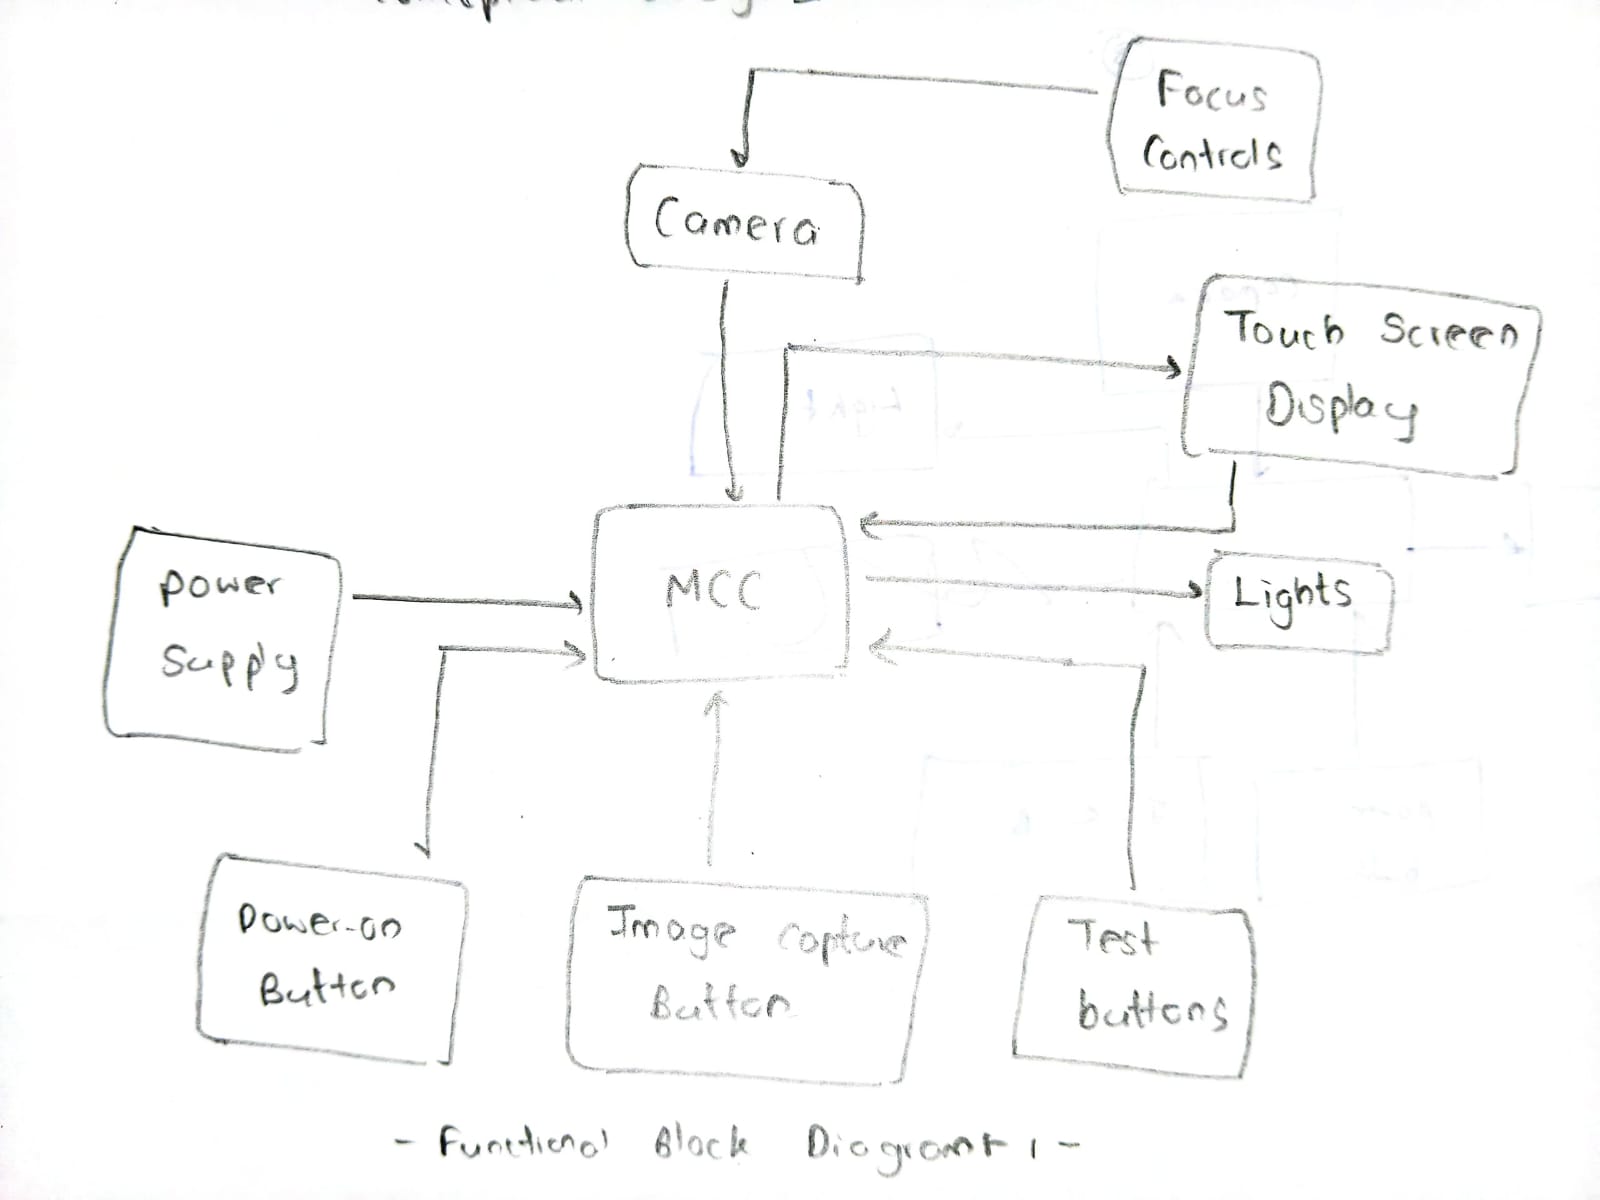 Focus
Controls
Camera
Touch Screen
Display
Power
Supply
MCC
Lights
Power-on
Button
Image capture
Button
Test
buttons
- Functional Block Diagram 1 -